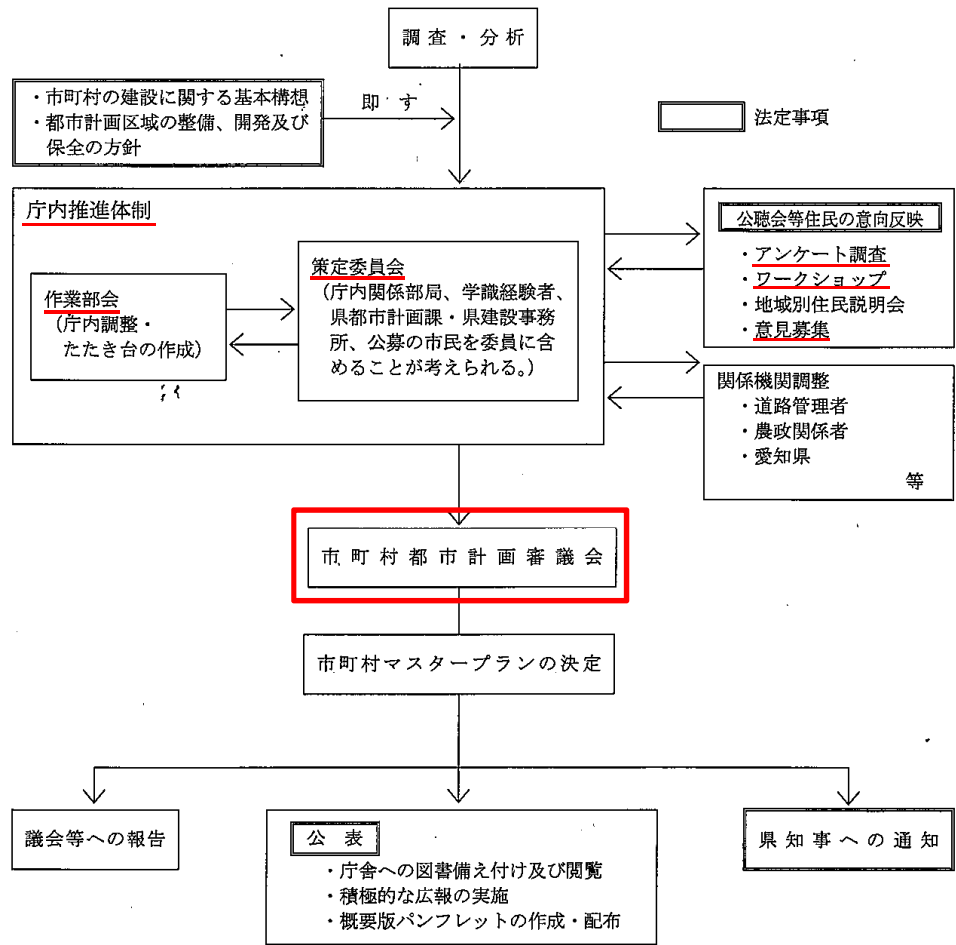 調査・分析
・市町村の建設に関する基本構想
・都市計画区域の整備、開発及び
保全の方針
即す
法定事項
庁内推進体制
作業部会
（庁内調整・
たたき台の作成）
策定委員会
（庁内関係部局、学識経験者、
県都市計画課・県建設事務
所、公募の市民を委員に含
めることが考えられる。）
公聴会等住民の意向反映
・アンケート調査
・ワークショップ
・地域別住民説明会
・意見募集
関係機関調整
・道路管理者
・農政関係者
・愛知県
等
市町村都市計画審議会
市町村マスタープランの決定
議会等への報告
公表
・庁舎への図書備え付け及び閲覧
・積極的な広報の実施
・概要版パンフレットの作成・配布
県知事への通知